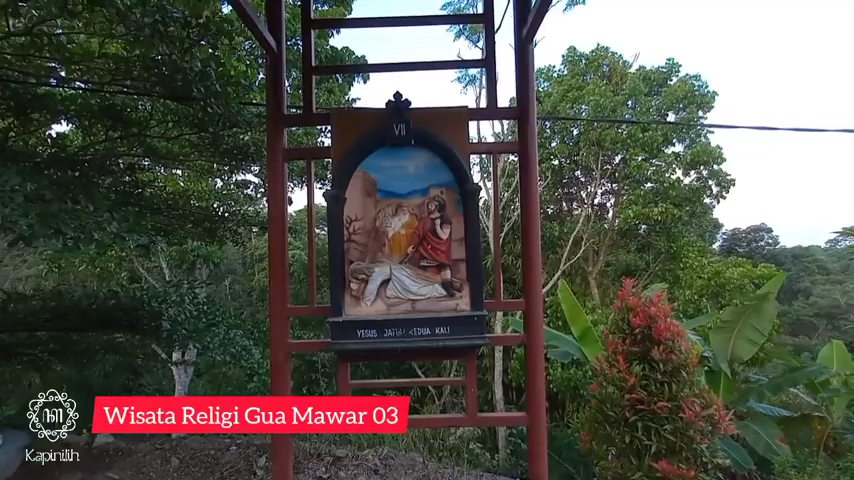 VII
YESUS JATUH KEDUA KALI
Wisata Religi Gua Mawar 03
Kapinilih